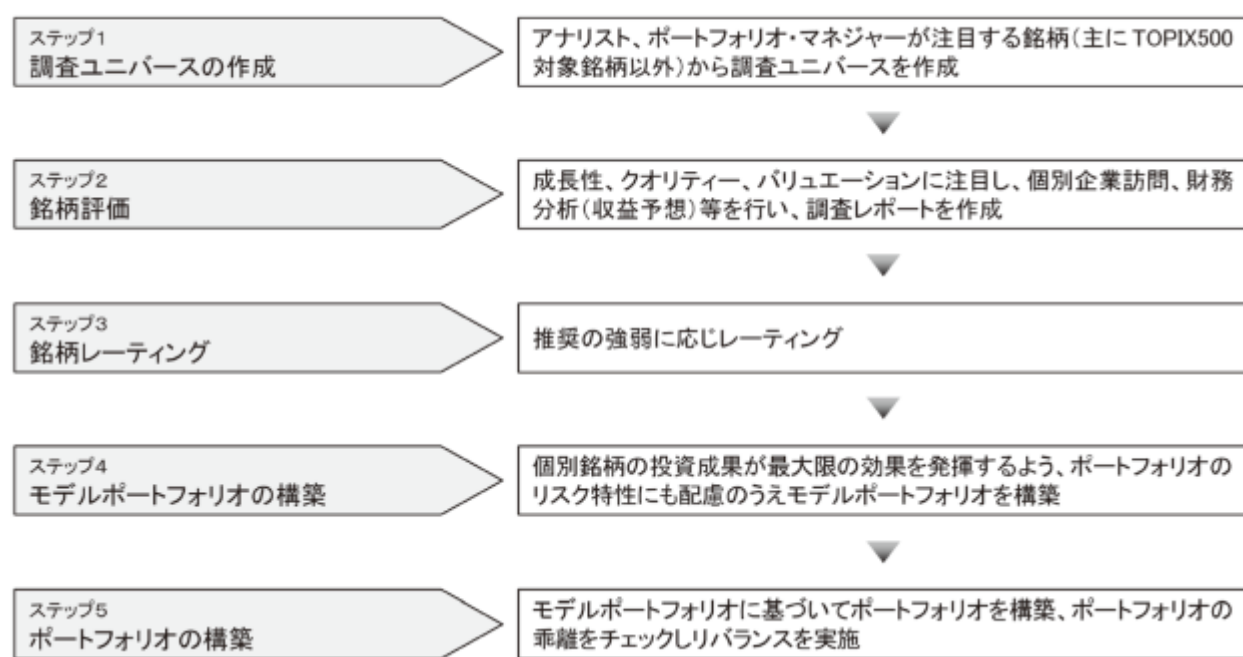 ステップ1
調査ユニバースの作成
アナリスト、ポートフォリオ・マネジャーが注目する銘柄(主にTOPIX500
対象銘柄以外)から調査ユニバースを作成
ステップ2
銘柄評価
成長性、クオリティー、バリュエーションに注目し、個別企業訪問、財務
分析(収益予想)等を行い、調査レポートを作成
ステップ3
銘柄レーティング
推奨の強弱に応じレーティング
ステップ4
モデルポートフォリオの構築
個別銘柄の投資成果が最大限の効果を発揮するよう、ポートフォリオの
リスク特性にも配慮のうえモデルポートフォリオを構築
ステップ5
ポートフォリオの構築
モデルポートフォリオに基づいてポートフォリオを構築、ポートフォリオの
乖離をチェックしリバランスを実施